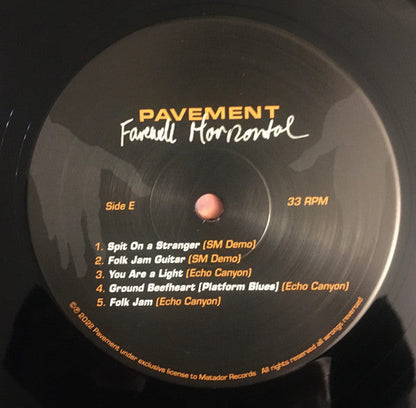 PAVEMENT
Farewell Horizontal
Side E
33 RPM
1. Spit On a Stranger (SM Demo)
2. Folk Jam Guitar (SM Demo)
3. You Are a Light (Echo Canyon)
4. Ground Beefheart [Platform Blues] (Echo Canyon)
5. Folk Jam (Echo Canyon)
©℗ 2022 Pavement under exclusive license to Matador Records. All rights reserved all wrongs reversed